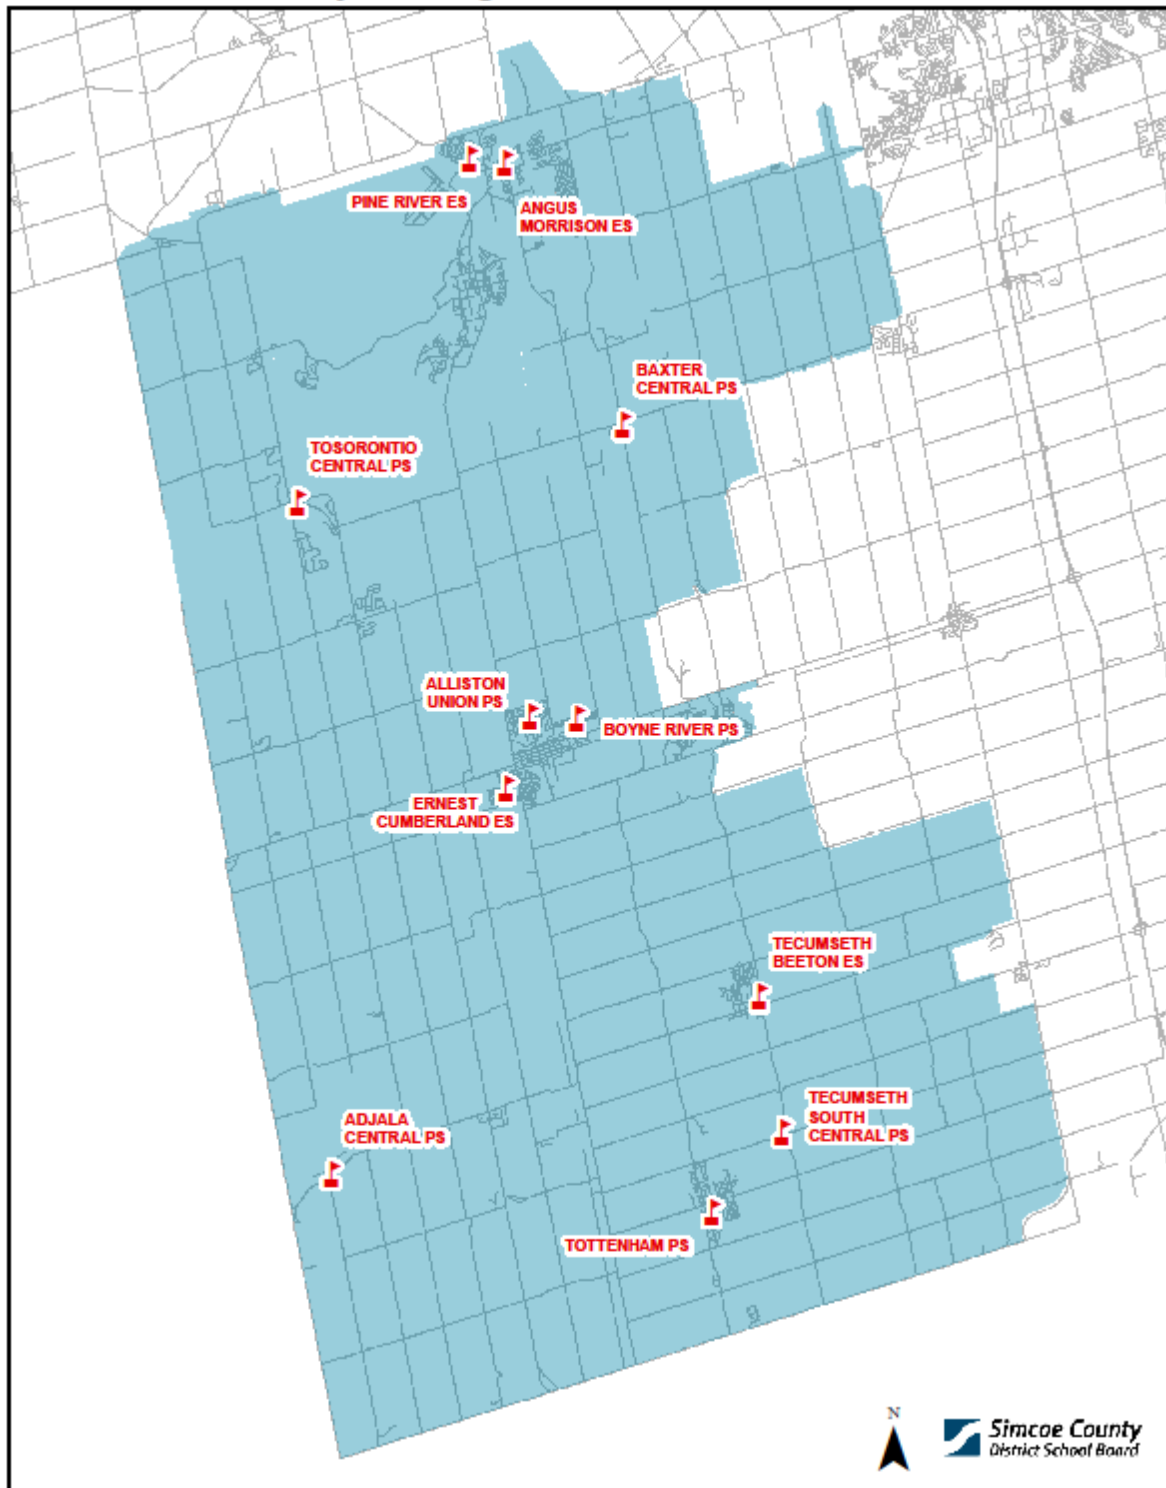 PINE RIVER ES
ANGUS
MORRISON ES
BAXTER
CENTRAL PS
TOSORONTIO
CENTRAL PS
ALLISTON
UNION PS
BOYNE RIVER PS
ERNEST
CUMBERLAND ES
TECUMSETH
BEETON ES
TECUMSETH
SOUTH
CENTRAL PS
ADJALA
CENTRAL PS
TOTTENHAM PS
N
Simcoe County
District School Board